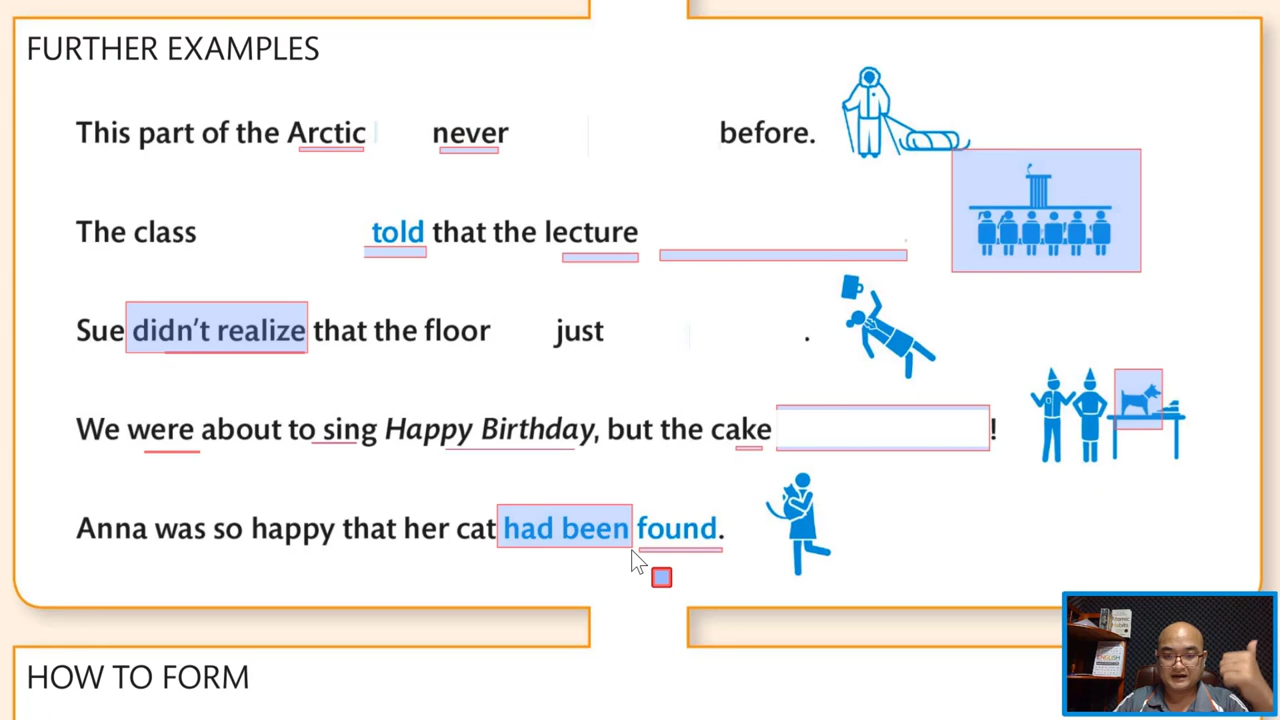 FURTHER EXAMPLES
This part of the Arctic never before.
The class told that the lecture .
Sue didn't realize that the floor just .
We were about to sing Happy Birthday, but the cake !
Anna was so happy that her cat had been found.
HOW TO FORM